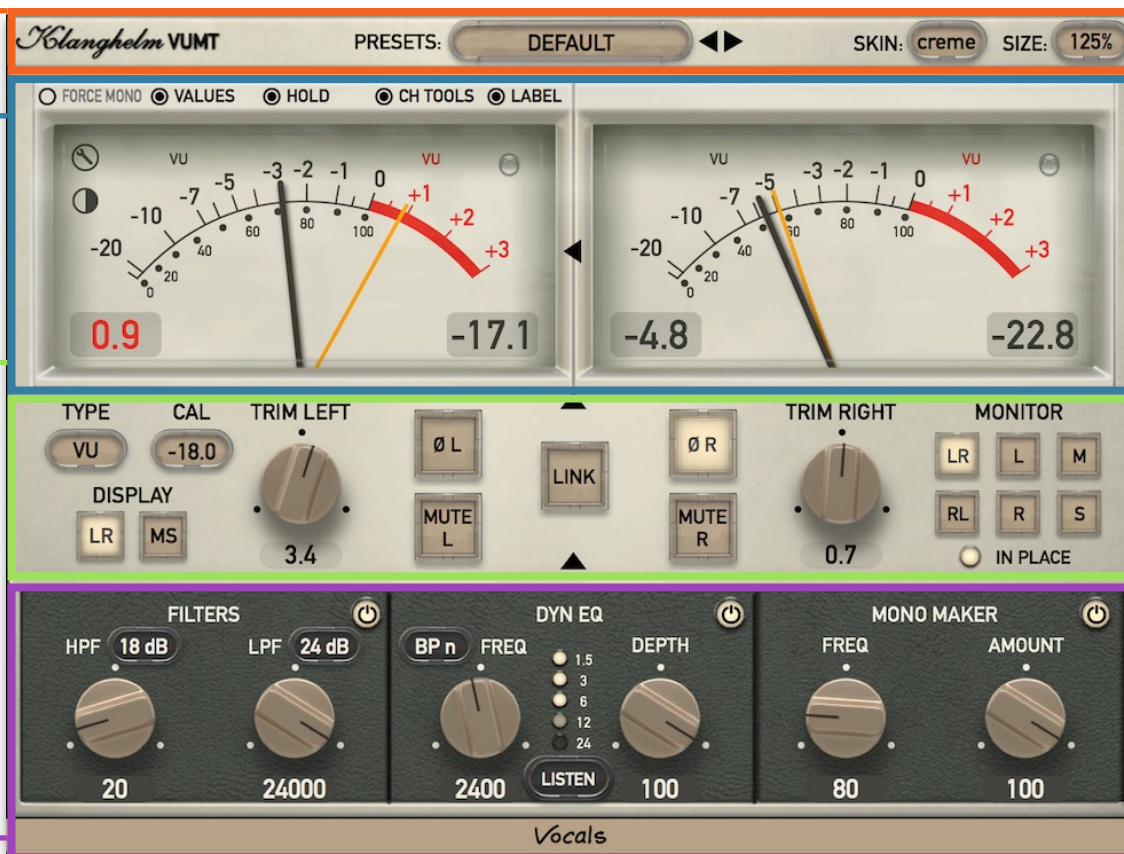 Klanghelm VUMT PRESETS: DEFAULT SKIN: creme SIZE: 125%
FORCE MONO VALUES HOLD CH TOOLS LABEL
VU VU
-20 -10 -7 -5 -3 -2 -1 0 +1 +2 +3
0 20 40 60 80 100
0.9 -17.1
VU VU
-20 -10 -7 -5 -3 -2 -1 0 +1 +2 +3
0 20 40 60 80 100
-4.8 -22.8
TYPE CAL TRIM LEFT TRIM RIGHT MONITOR
VU -18.0 Ø L LINK Ø R LR L M
DISPLAY
LR MS MUTE L MUTE R RL R S
3.4 0.7 IN PLACE
FILTERS DYN EQ MONO MAKER
HPF 18 dB LPF 24 dB BP n FREQ DEPTH FREQ AMOUNT
1.5
3
6
12
24
LISTEN
20 24000 2400 100 80 100
Vocals